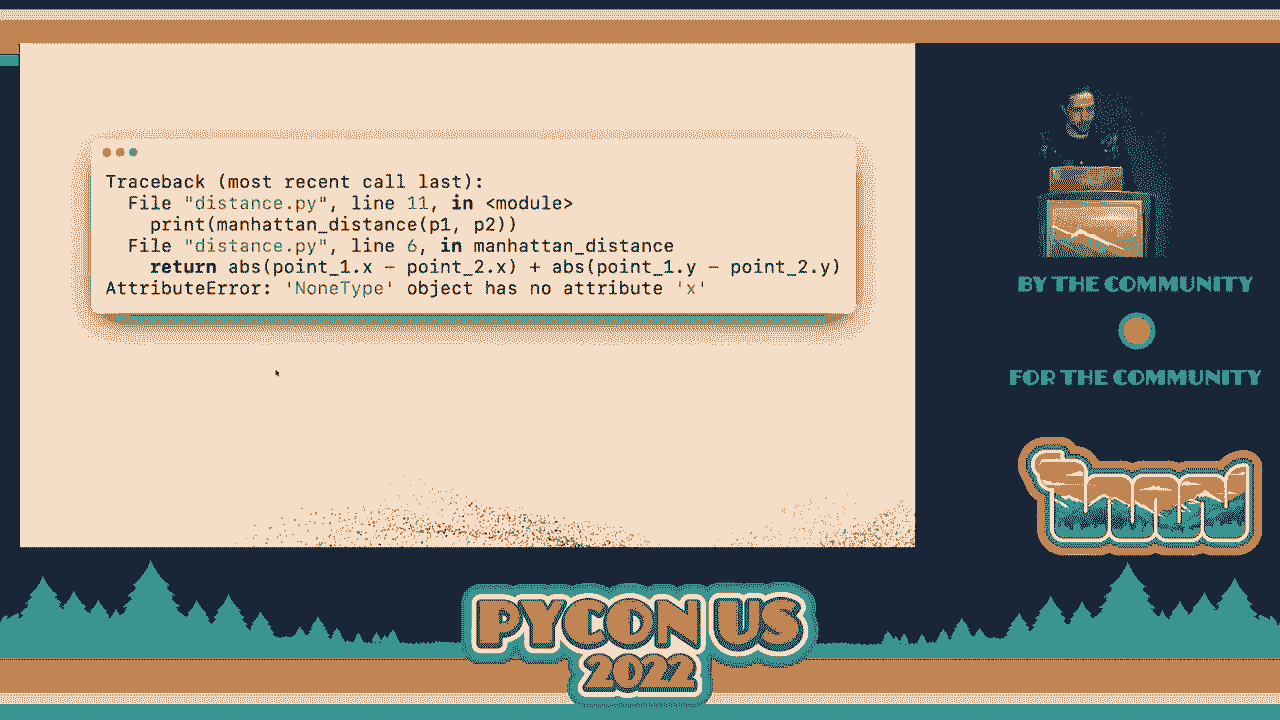 Traceback (most recent call last):
File "distance.py", line 11, in <module>
print(manhattan_distance(p1, p2))
File "distance.py", line 6, in manhattan_distance
return abs(point_1.x − point_2.x) + abs(point_1.y − point_2.y)
AttributeError: 'NoneType' object has no attribute 'x'
BY THE COMMUNITY
FOR THE COMMUNITY
PYCON US
2022